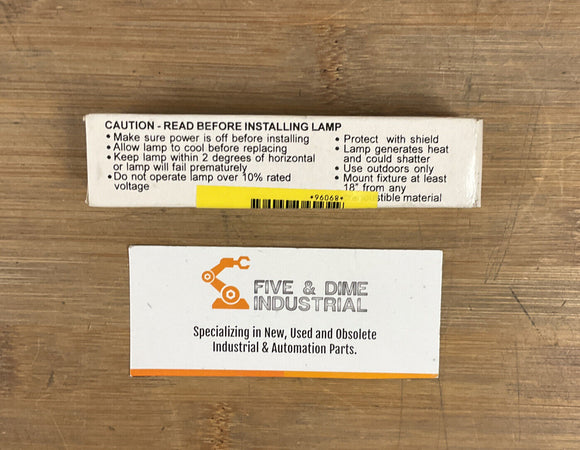 CAUTION - READ BEFORE INSTALLING LAMP
• Make sure power is off before installing
• Allow lamp to cool before replacing
• Keep lamp within 2 degrees of horizontal
or lamp will fail prematurely
• Do not operate lamp over 10% rated
voltage
• Protect with shield
• Lamp generates heat
and could shatter
• Use outdoors only
• Mount fixture at least
18" from any
stible material
*96068*
FIVE & DIME
INDUSTRIAL
Specializing in New, Used and Obsolete
Industrial & Automation Parts.